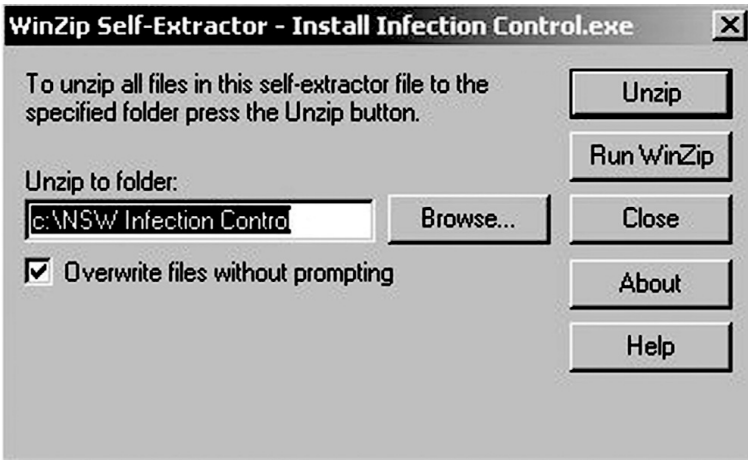 WinZip Self-Extractor - Install Infection Control.exe
To unzip all files in this self-extractor file to the
specified folder press the Unzip button.
Unzip to folder:
c:\NSW Infection Control
Browse...
Overwrite files without prompting
Unzip
Run WinZip
Close
About
Help